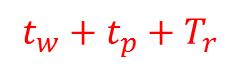 t_w + t_p + T_r